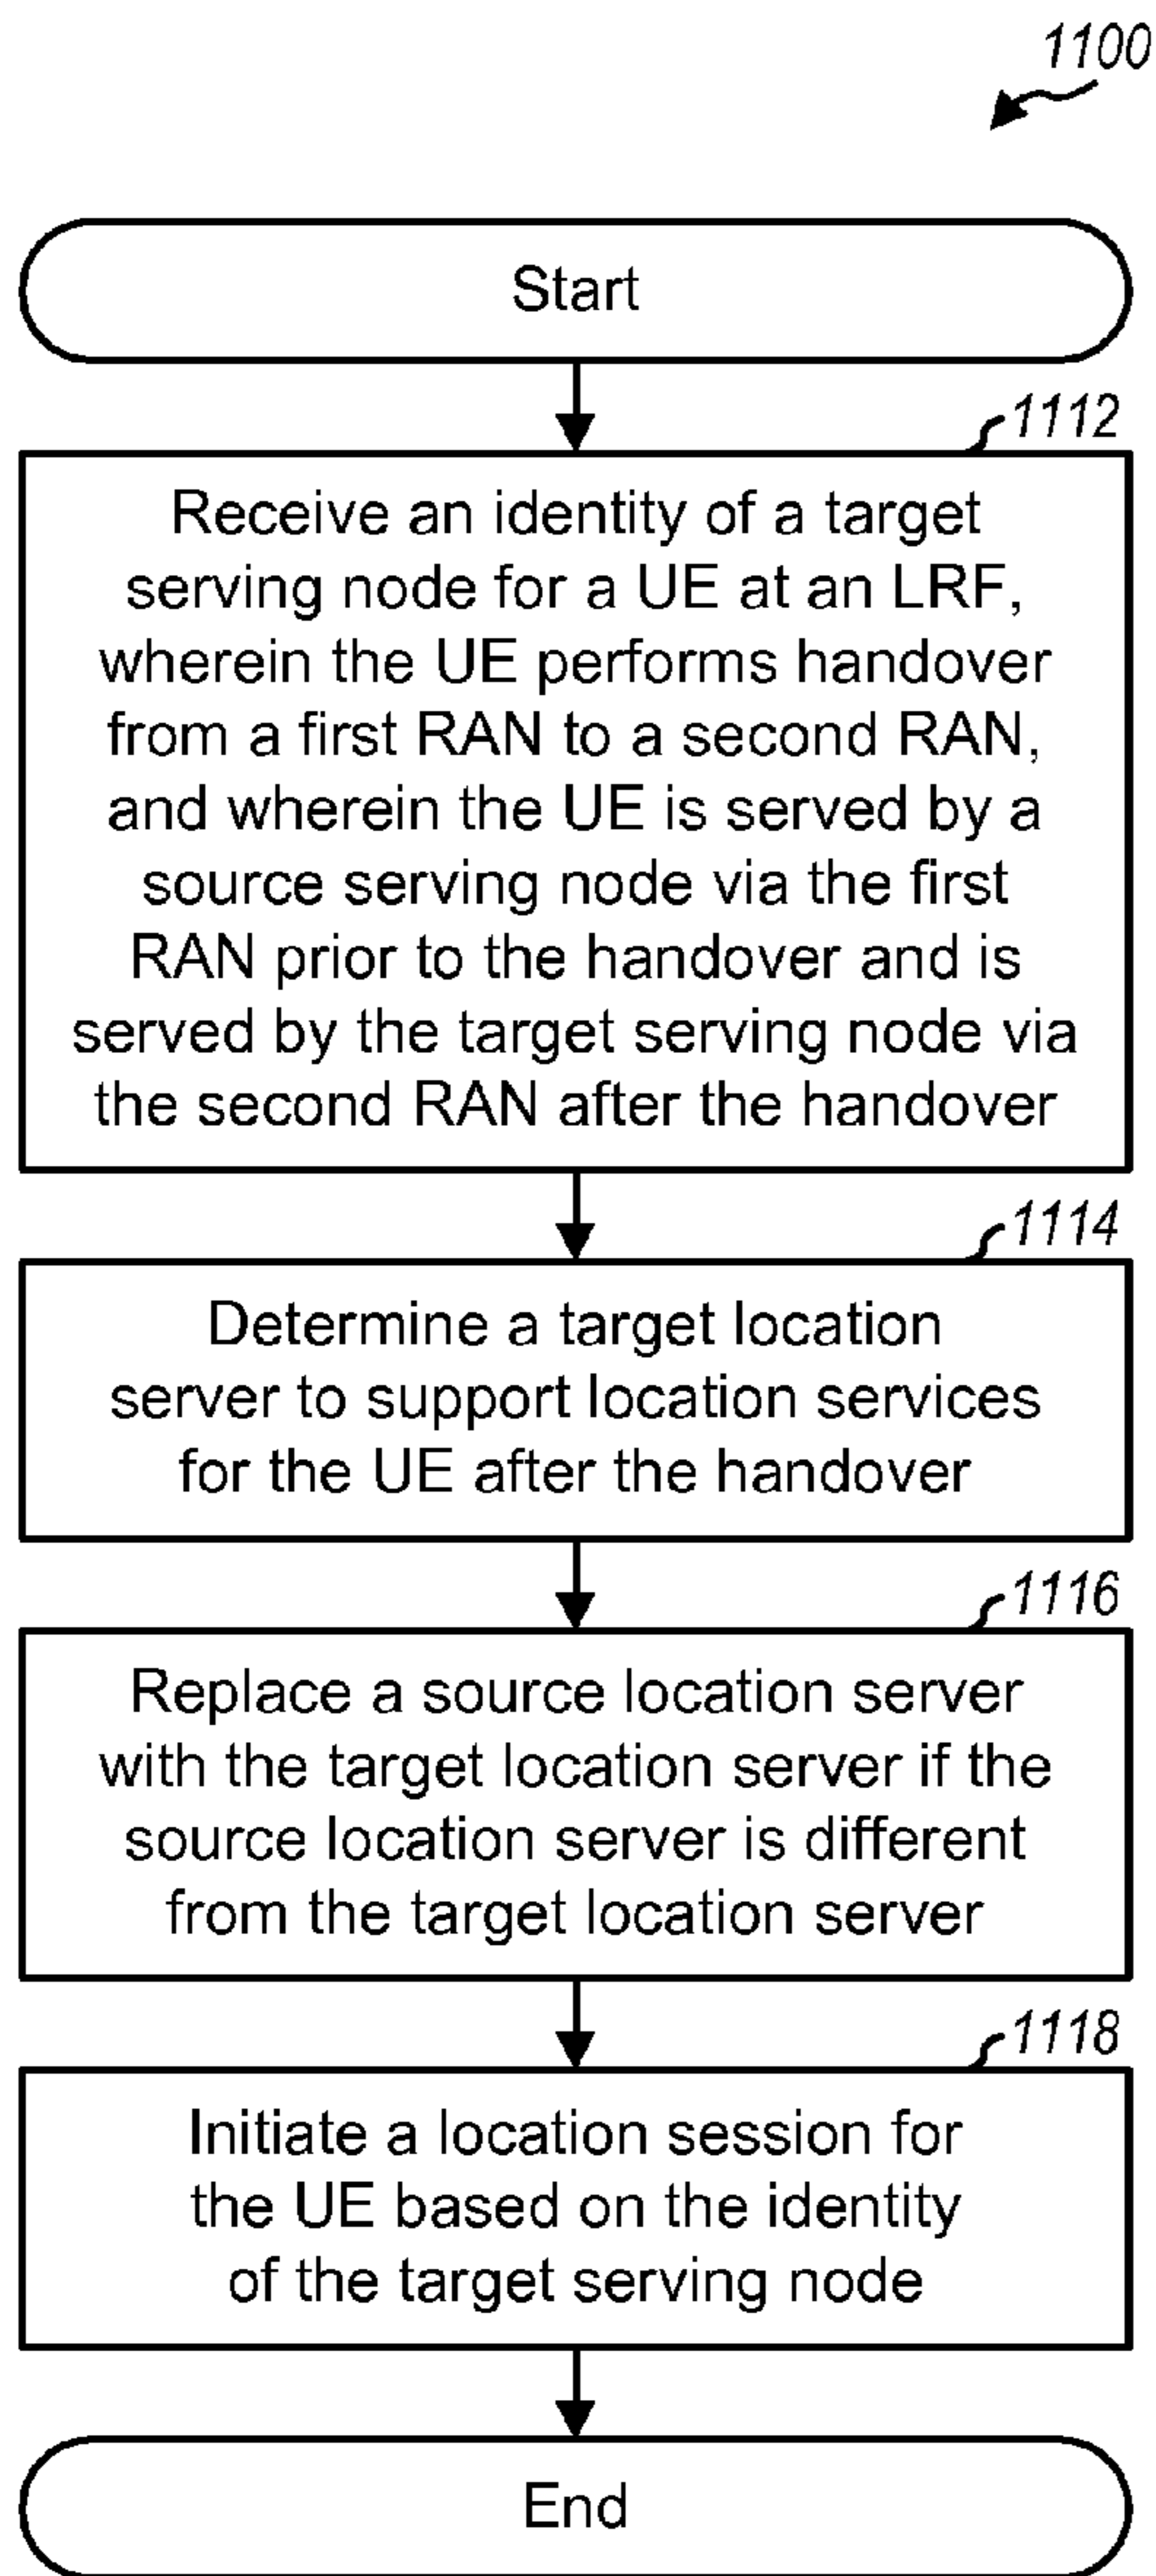 1100
Start
1112
Receive an identity of a target
serving node for a UE at an LRF,
wherein the UE performs handover
from a first RAN to a second RAN,
and wherein the UE is served by a
source serving node via the first
RAN prior to the handover and is
served by the target serving node via
the second RAN after the handover
1114
Determine a target location
server to support location services
for the UE after the handover
1116
Replace a source location server
with the target location server if the
source location server is different
from the target location server
1118
Initiate a location session for
the UE based on the identity
of the target serving node
End